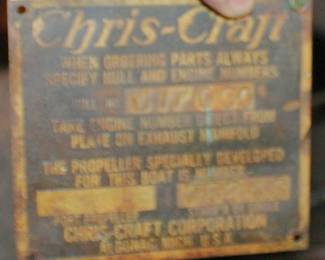 Chris-Craft
WHEN ORDERING PARTS ALWAYS
SPECIFY HULL AND ENGINE NUMBERS
HULL NO.
TAKE ENGINE NUMBER DIRECT FROM
PLATE ON EXHAUST MANIFOLD
THE PROPELLER SPECIALLY DEVELOPED
FOR THIS BOAT IS NUMBER
CHRIS-CRAFT CORPORATION
MICH. U.S.A.